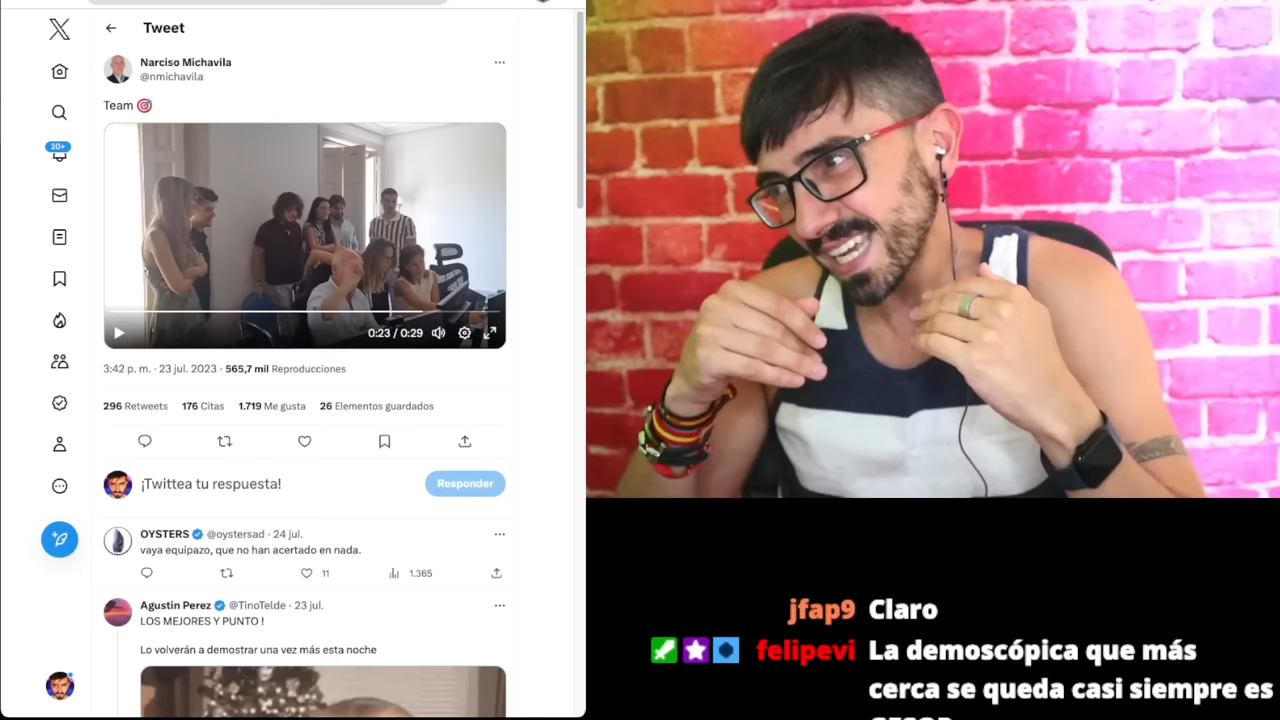 Tweet
Narciso Michavila
@nmichavila
Team
0:23 / 0:29
3:42 p. m. · 23 jul. 2023 · 565,7 mil Reproducciones
296 Retweets 176 Citas 1.719 Me gusta 26 Elementos guardados
¡Twittea tu respuesta!
Responder
20+
OYSTERS @oystersad · 24 jul.
vaya equipazo, que no han acertado en nada.
11 1.365
Agustin Perez @TinoTelde · 23 jul.
LOS MEJORES Y PUNTO !
Lo volverán a demostrar una vez más esta noche
jfap9 Claro
felipevi La demoscópica que más
cerca se queda casi siempre es